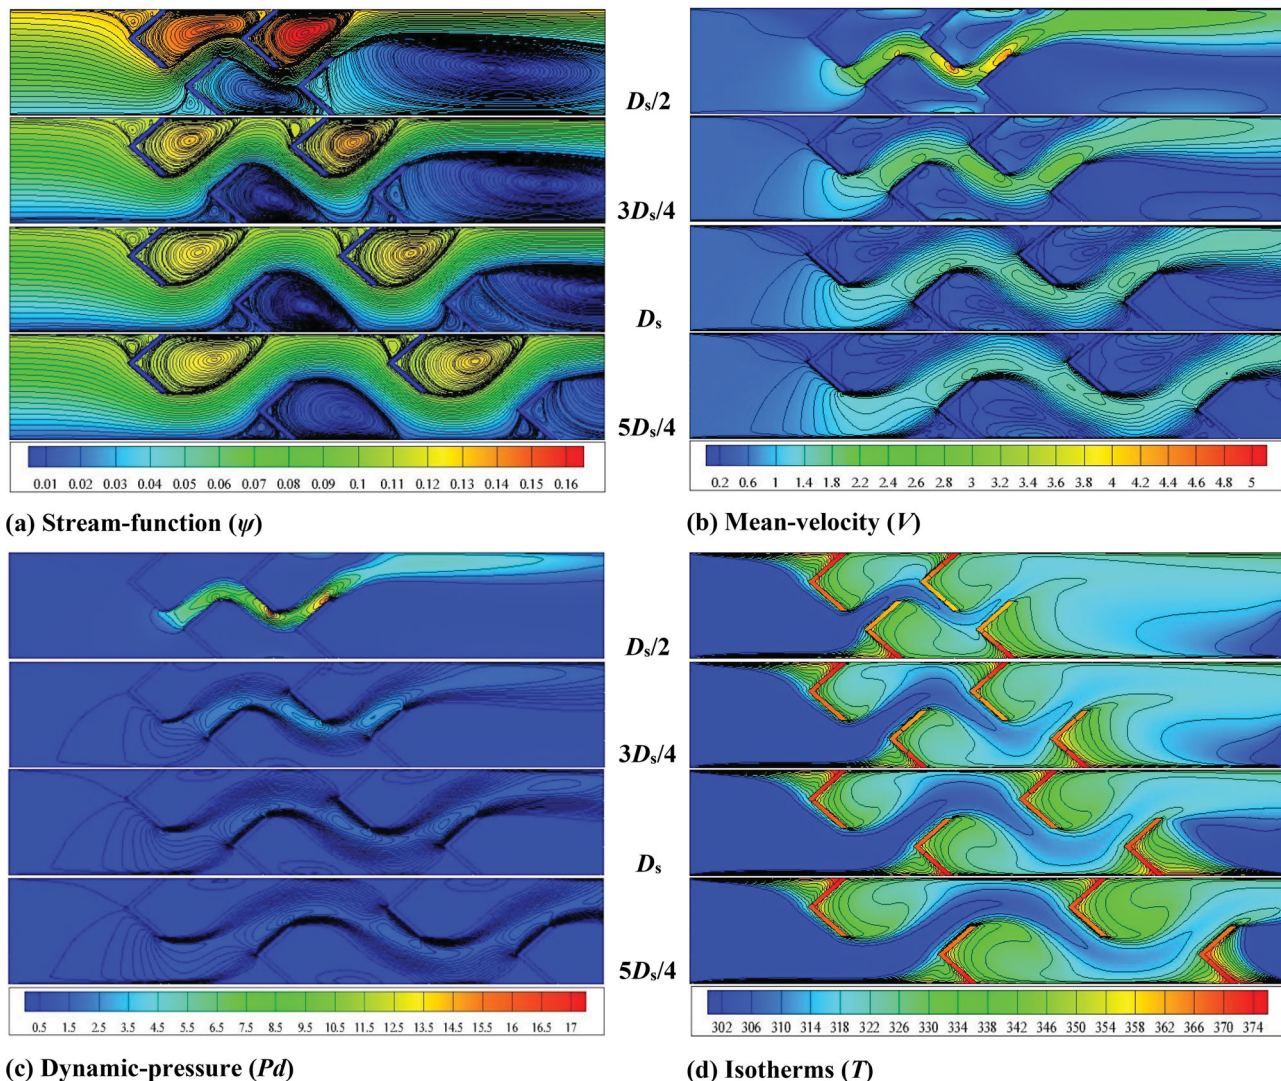 Ds/2
3Ds/4
Ds
5Ds/4
0.01 0.02 0.03 0.04 0.05 0.06 0.07 0.08 0.09 0.1 0.11 0.12 0.13 0.14 0.15 0.16
0.2 0.6 1 1.4 1.8 2.2 2.4 2.6 2.8 3 3.4 3.8 4 4.2 4.4 4.8 5
(a) Stream-function (ψ)
(b) Mean-velocity (V)
Ds/2
3Ds/4
Ds
5Ds/4
0.5 1.5 2.5 3.5 4.5 5.5 6.5 7.5 8.5 9.5 10.5 11.5 12.5 13.5 14.5 15.5 16.5 17
302 306 310 314 318 322 326 330 334 338 342 346 350 354 358 362 366 370 374
(c) Dynamic-pressure (Pd)
(d) Isotherms (T)